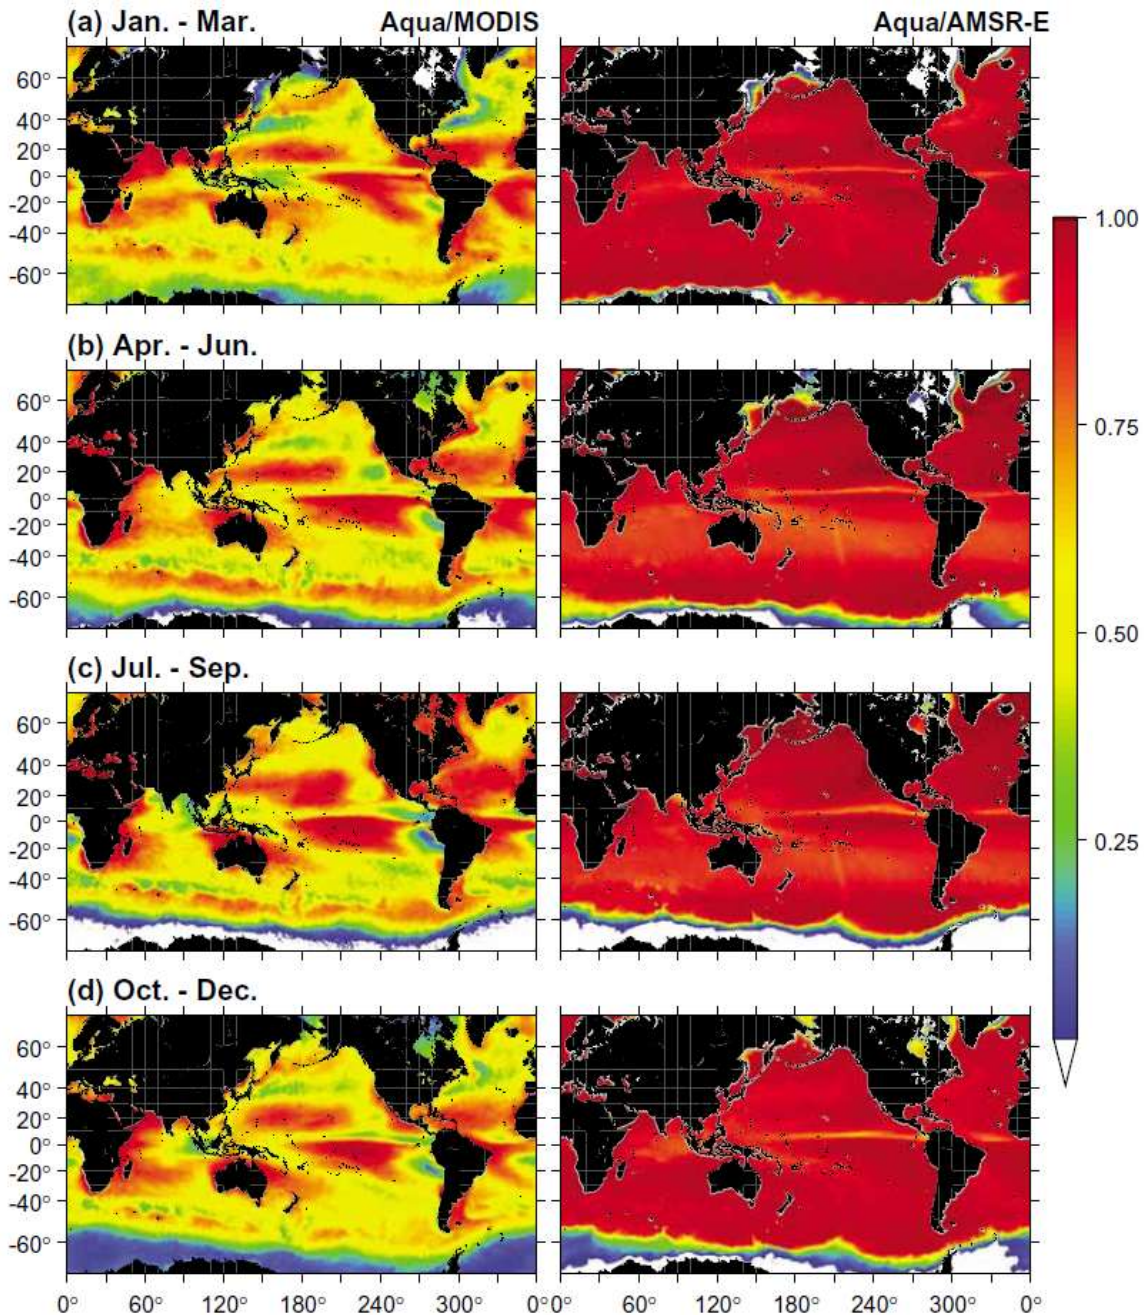 (a) Jan. - Mar. Aqua/MODIS Aqua/AMSR-E
60° 40° 20° 0° -20° -40° -60°
1.00
0.75
0.50
0.25
(b) Apr. - Jun.
60° 40° 20° 0° -20° -40° -60°
(c) Jul. - Sep.
60° 40° 20° 0° -20° -40° -60°
(d) Oct. - Dec.
60° 40° 20° 0° -20° -40° -60°
0° 60° 120° 180° 240° 300° 0° 60° 120° 180° 240° 300° 0°